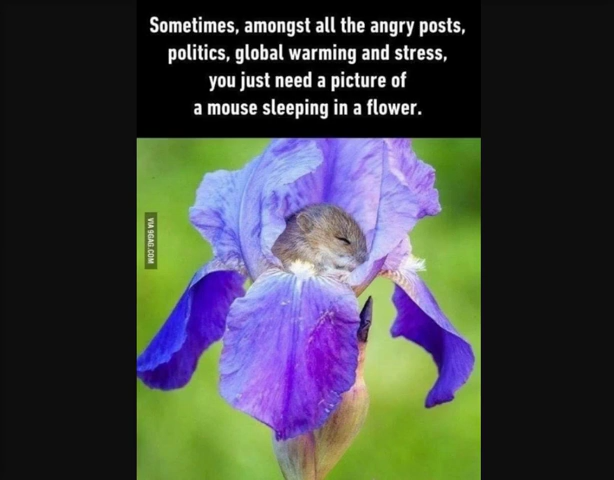 Sometimes, amongst all the angry posts,
politics, global warming and stress,
you just need a picture of
a mouse sleeping in a flower.
VIA 9GAG.COM